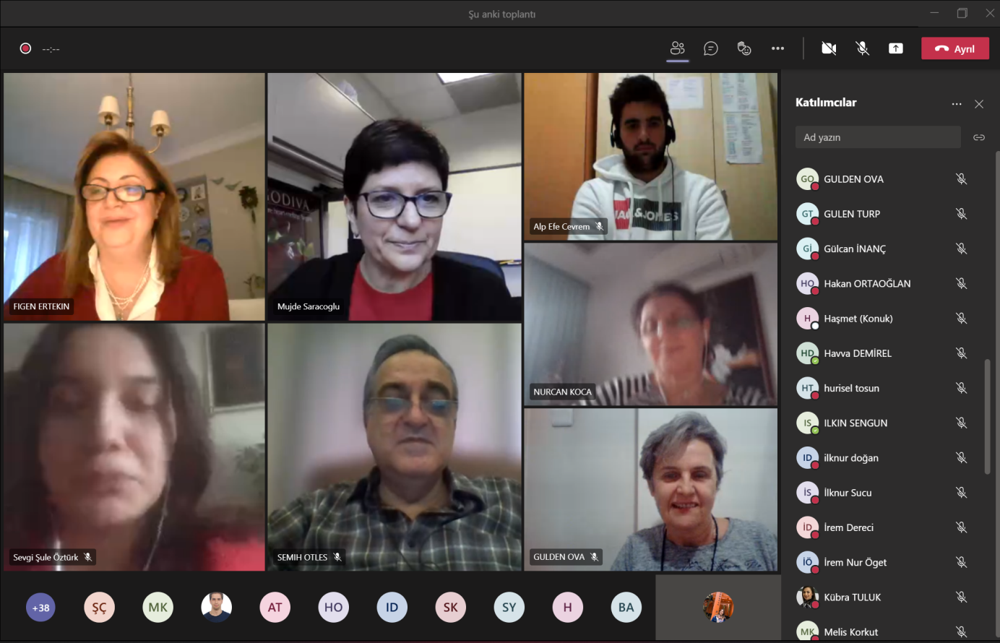 Şu anki toplantı
--:--
Ayrıl
FIGEN ERTEKIN
GODIVA
Mujde Saracoglu
JACK & JONES
Alp Efe Cevrem
NURCAN KOCA
Sevgi Şule Öztürk
SEMIH OTLES
GULDEN OVA
+38
ŞÇ
MK
AT
HO
ID
SK
SY
H
BA
Katılımcılar
Ad yazın
GO GULDEN OVA
GT GULEN TURP
Gİ Gülcan İNANÇ
HO Hakan ORTAOĞLAN
H Haşmet (Konuk)
HD Havva DEMİREL
HT hurisel tosun
IS ILKIN SENGUN
ID ilknur doğan
İS İlknur Sucu
İD İrem Dereci
İÖ İrem Nur Öget
Kübra TULUK
MK Melis Korkut